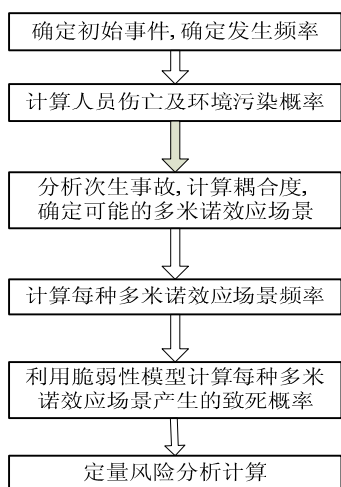 确定初始事件,确定发生频率
计算人员伤亡及环境污染概率
分析次生事故,计算耦合度,
确定可能的多米诺效应场景
计算每种多米诺效应场景频率
利用脆弱性模型计算每种多米
诺效应场景产生的致死概率
定量风险分析计算